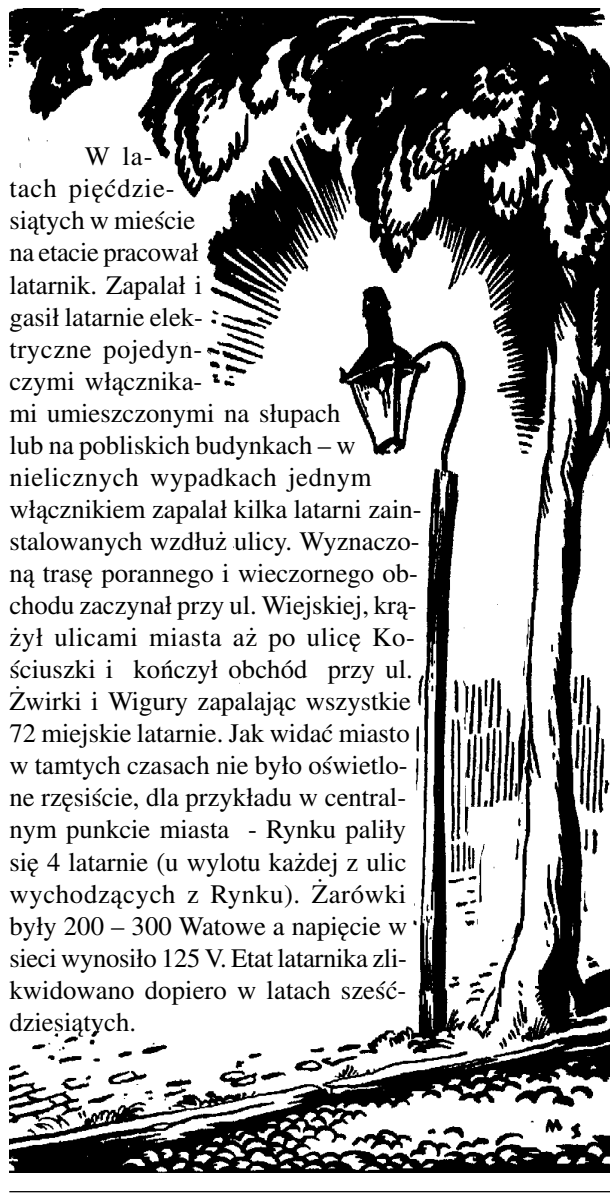 W la-
tach pięćdzie-
siątych w mieście
na etacie pracował
latarnik. Zapalał i
gasił latarnie elek-
tryczne pojedyn-
czymi włącznika-
mi umieszczonymi na słupach
lub na pobliskich budynkach – w
nielicznych wypadkach jednym
włącznikiem zapalał kilka latarni zain-
stalowanych wzdłuż ulicy. Wyznaczo-
ną trasę porannego i wieczornego ob-
chodu zaczynał przy ul. Wiejskiej, krą-
żył ulicami miasta aż po ulicę Ko-
ściuszki i kończył obchód przy ul.
Żwirki i Wigury zapalając wszystkie
72 miejskie latarnie. Jak widać miasto
w tamtych czasach nie było oświetlo-
ne rzęsiście, dla przykładu w central-
nym punkcie miasta - Rynku paliły
się 4 latarnie (u wylotu każdej z ulic
wychodzących z Rynku). Żarówki
były 200 – 300 Watowe a napięcie w
sieci wynosiło 125 V. Etat latarnika zli-
kwidowano dopiero w latach sześć-
dziesiątych.
M S